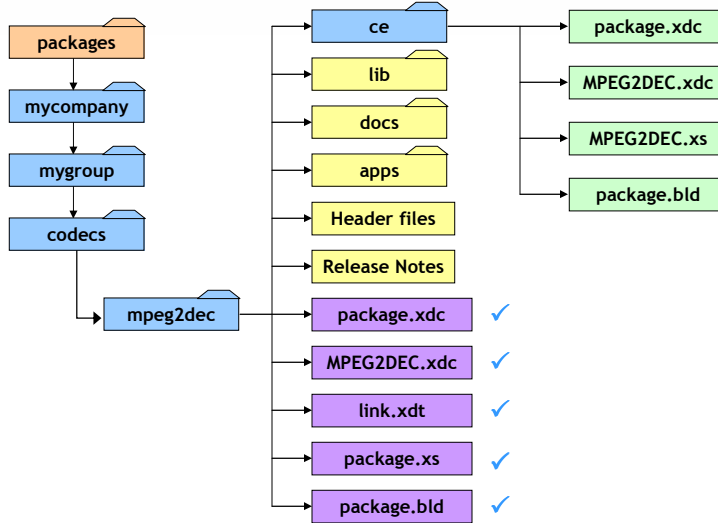 packages
mycompany
mygroup
codecs
mpeg2dec
ce
lib
docs
apps
Header files
Release Notes
package.xdc
MPEG2DEC.xdc
link.xdt
package.xs
package.bld
package.xdc
MPEG2DEC.xdc
MPEG2DEC.xs
package.bld